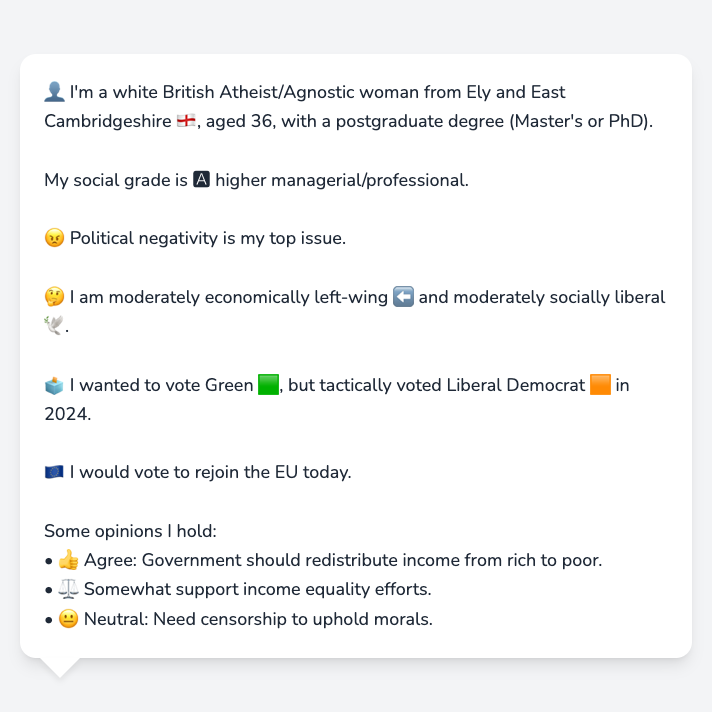 👤 I'm a white British Atheist/Agnostic woman from Ely and East
Cambridgeshire 🏴󠁧󠁢󠁥󠁮󠁧󠁿, aged 36, with a postgraduate degree (Master's or PhD).
My social grade is 🅰 higher managerial/professional.
😠 Political negativity is my top issue.
🤔 I am moderately economically left-wing ⬅️ and moderately socially liberal
🕊️.
🗳️ I wanted to vote Green 🟩, but tactically voted Liberal Democrat 🟧 in
2024.
🇪🇺 I would vote to rejoin the EU today.
Some opinions I hold:
• 👍 Agree: Government should redistribute income from rich to poor.
• ⚖️ Somewhat support income equality efforts.
• 😐 Neutral: Need censorship to uphold morals.